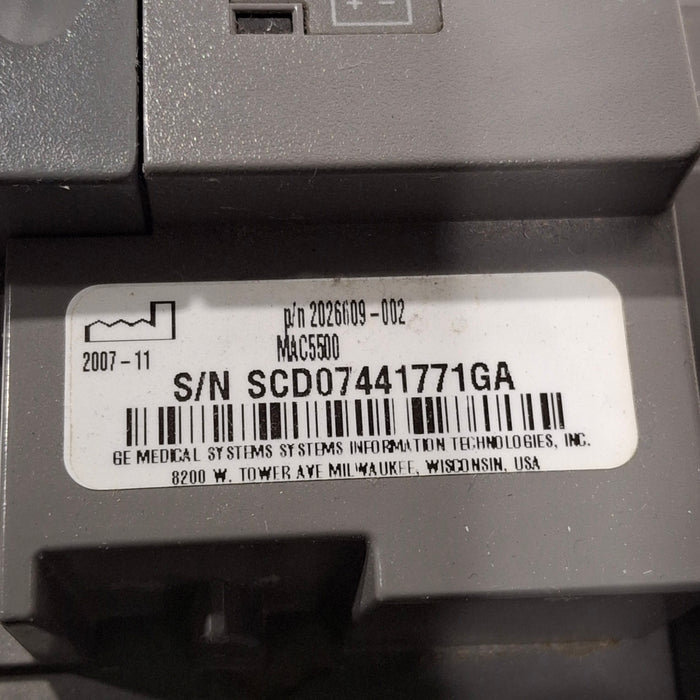 p/n 2026609-002
MAC5500
2007-11
S/N SCD07441771GA
GE MEDICAL SYSTEMS SYSTEMS INFORMATION TECHNOLOGIES, INC.
8200 W. TOWER AVE MILWAUKEE, WISCONSIN, USA